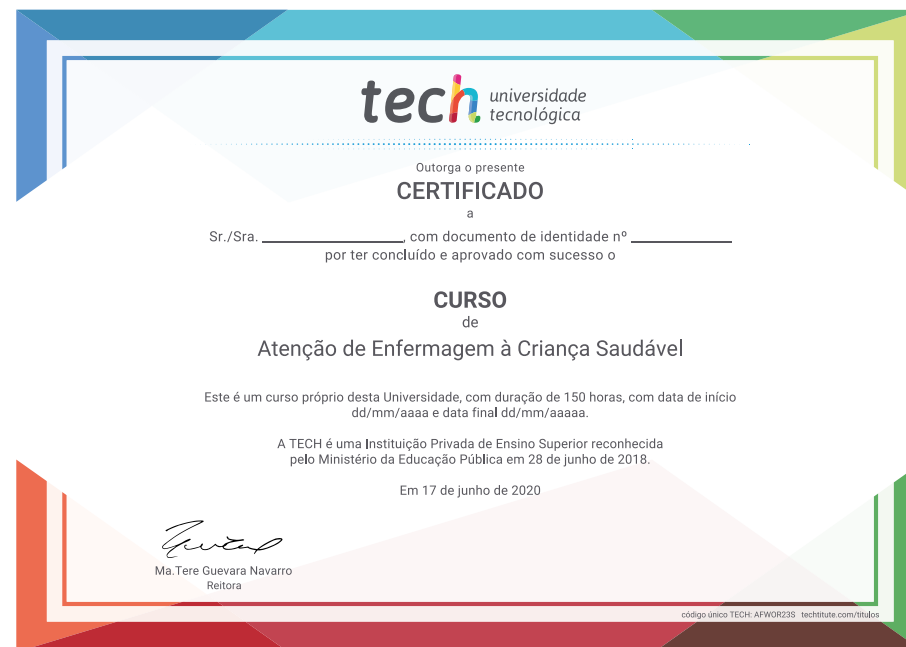 tech universidade
tecnológica
Outorga o presente
CERTIFICADO
a
Sr./Sra. ____________________, com documento de identidade nº ______________
por ter concluído e aprovado com sucesso o
CURSO
de
Atenção de Enfermagem à Criança Saudável
Este é um curso próprio desta Universidade, com duração de 150 horas, com data de início
dd/mm/aaaa e data final dd/mm/aaaaa.
A TECH é uma Instituição Privada de Ensino Superior reconhecida
pelo Ministério da Educação Pública em 28 de junho de 2018.
Em 17 de junho de 2020
Ma.Tere Guevara Navarro
Reitora
código único TECH: AFWOR23S techtitute.com/titulos